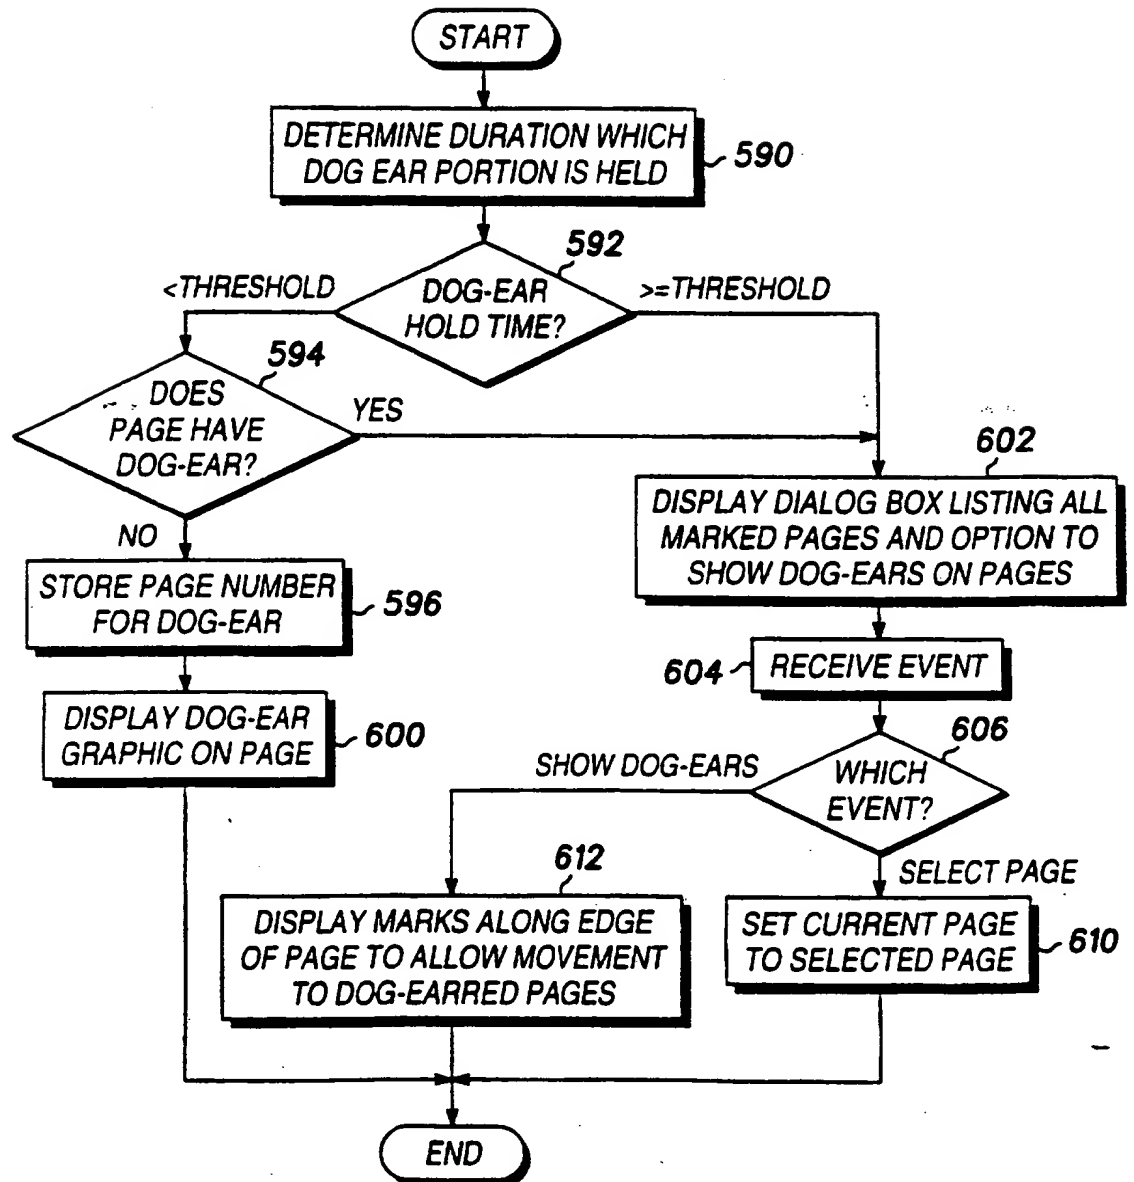 START
DETERMINE DURATION WHICH
DOG EAR PORTION IS HELD
590
592
<THRESHOLD
DOG-EAR
HOLD TIME?
>=THRESHOLD
594
DOES
PAGE HAVE
DOG-EAR?
YES
NO
602
DISPLAY DIALOG BOX LISTING ALL
MARKED PAGES AND OPTION TO
SHOW DOG-EARS ON PAGES
STORE PAGE NUMBER
FOR DOG-EAR
596
604
RECEIVE EVENT
DISPLAY DOG-EAR
GRAPHIC ON PAGE
600
606
SHOW DOG-EARS
WHICH
EVENT?
612
SELECT PAGE
DISPLAY MARKS ALONG EDGE
OF PAGE TO ALLOW MOVEMENT
TO DOG-EARRED PAGES
SET CURRENT PAGE
TO SELECTED PAGE
610
END